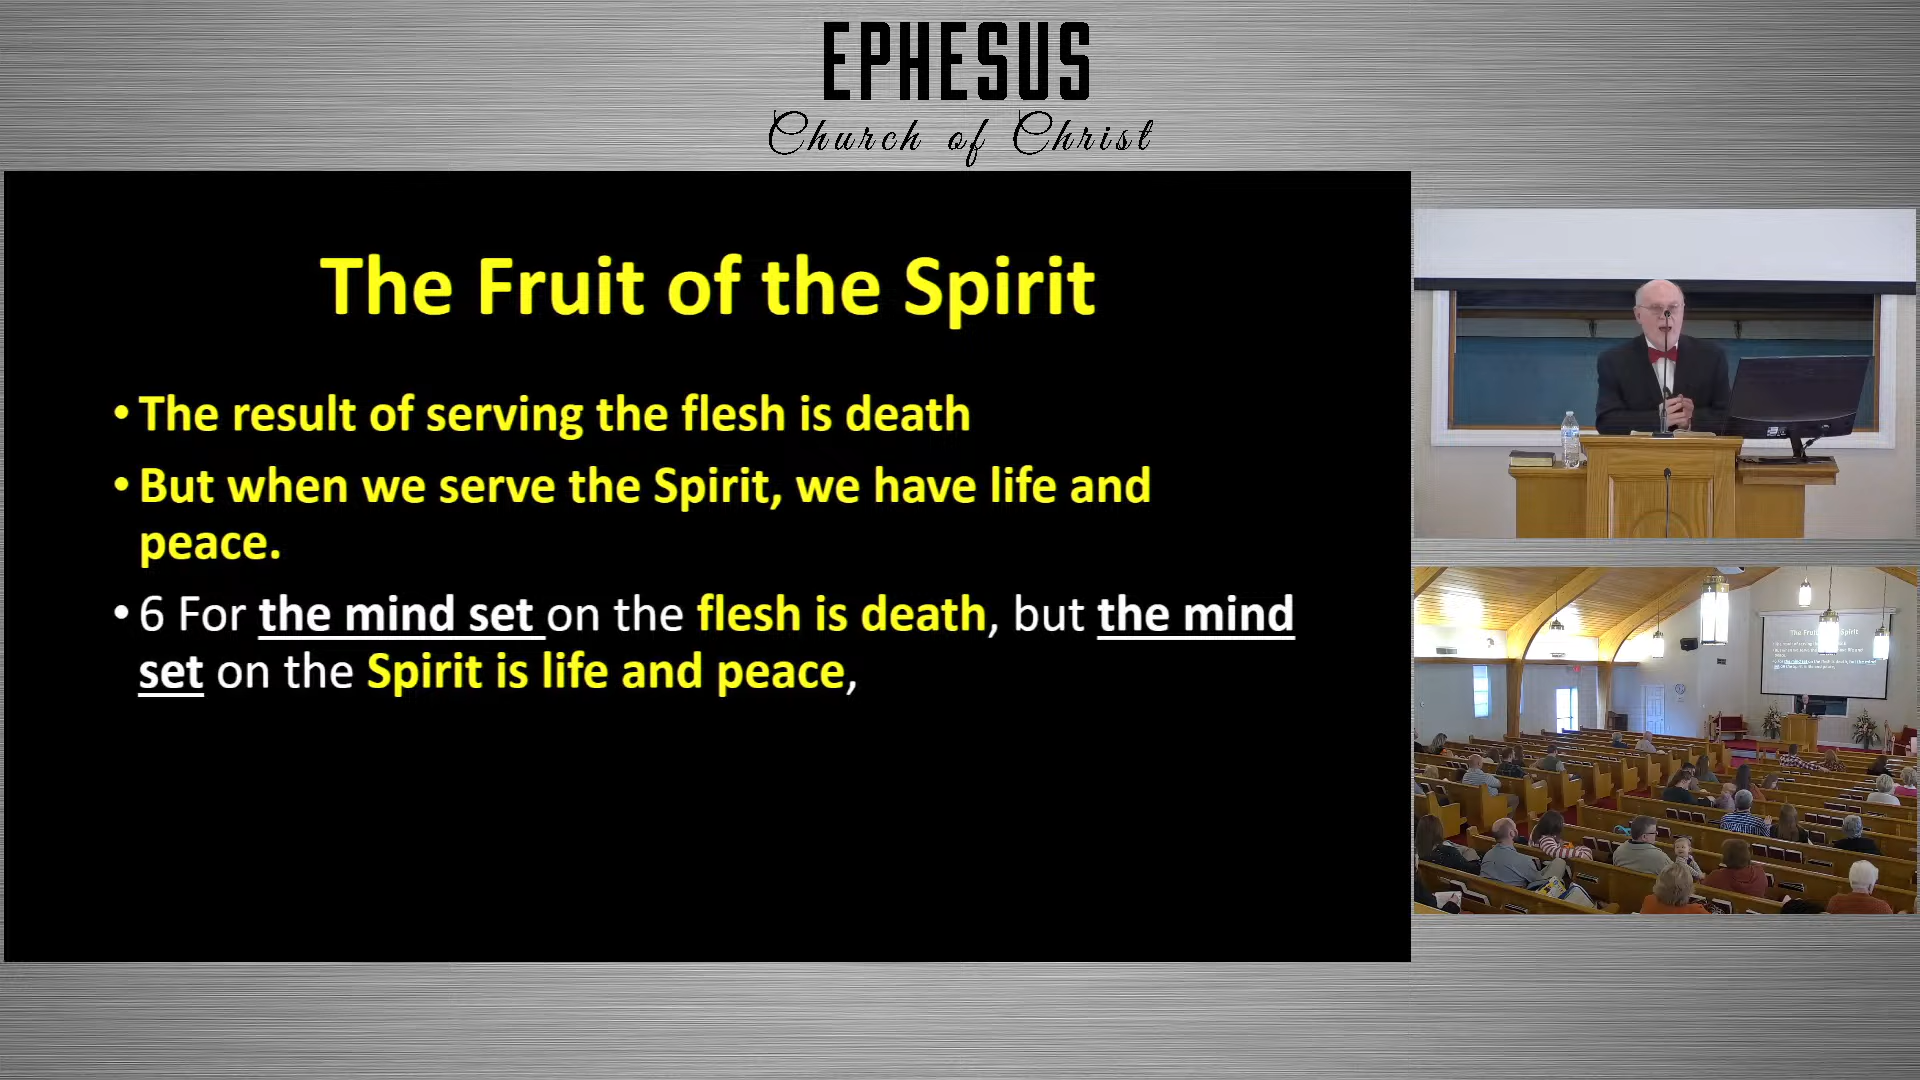 EPHESUS
Church of Christ
The Fruit of the Spirit
• The result of serving the flesh is death
• But when we serve the Spirit, we have life and
peace.
• 6 For the mind set on the flesh is death, but the mind
set on the Spirit is life and peace,